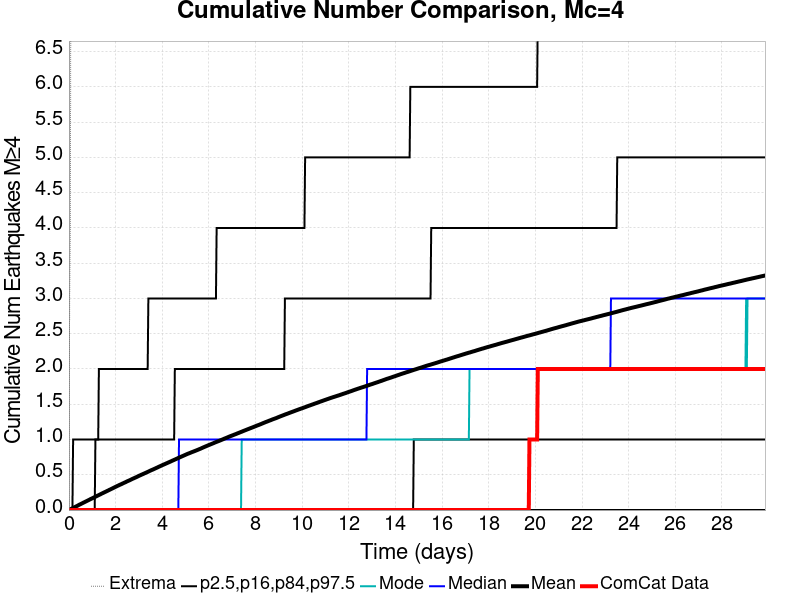 Cumulative Number Comparison, Mc=4
Cumulative Num Earthquakes M≥4
6.5
6.0
5.5
5.0
4.5
4.0
3.5
3.0
2.5
2.0
1.5
1.0
0.5
0.0
0 2 4 6 8 10 12 14 16 18 20 22 24 26 28
Time (days)
Extrema p2.5,p16,p84,p97.5 Mode Median Mean ComCat Data